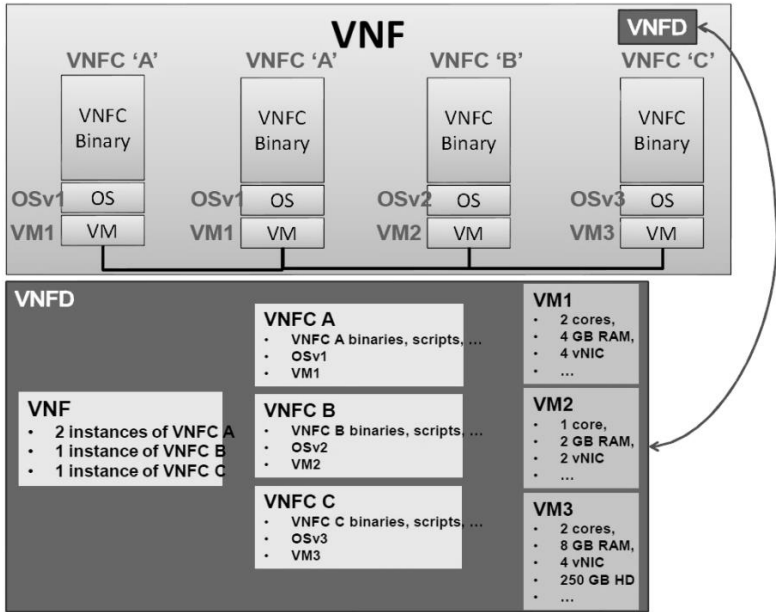 VNF
VNFD
VNFC ‘A’ VNFC ‘A’ VNFC ‘B’ VNFC ‘C’
VNFC VNFC VNFC VNFC
Binary Binary Binary Binary
OSv1 OS OSv1 OS OSv2 OS OSv3 OS
VM1 VM VM1 VM VM2 VM VM3 VM
VNFD
VNF
• 2 instances of VNFC A
• 1 instance of VNFC B
• 1 instance of VNFC C
VNFC A
• VNFC A binaries, scripts, …
• OSv1
• VM1
VNFC B
• VNFC B binaries, scripts, …
• OSv2
• VM2
VNFC C
• VNFC C binaries, scripts, …
• OSv3
• VM3
VM1
• 2 cores,
• 4 GB RAM,
• 4 vNIC
• …
VM2
• 1 core,
• 2 GB RAM,
• 2 vNIC
• …
VM3
• 2 cores,
• 8 GB RAM,
• 4 vNIC
• 250 GB HD
• …